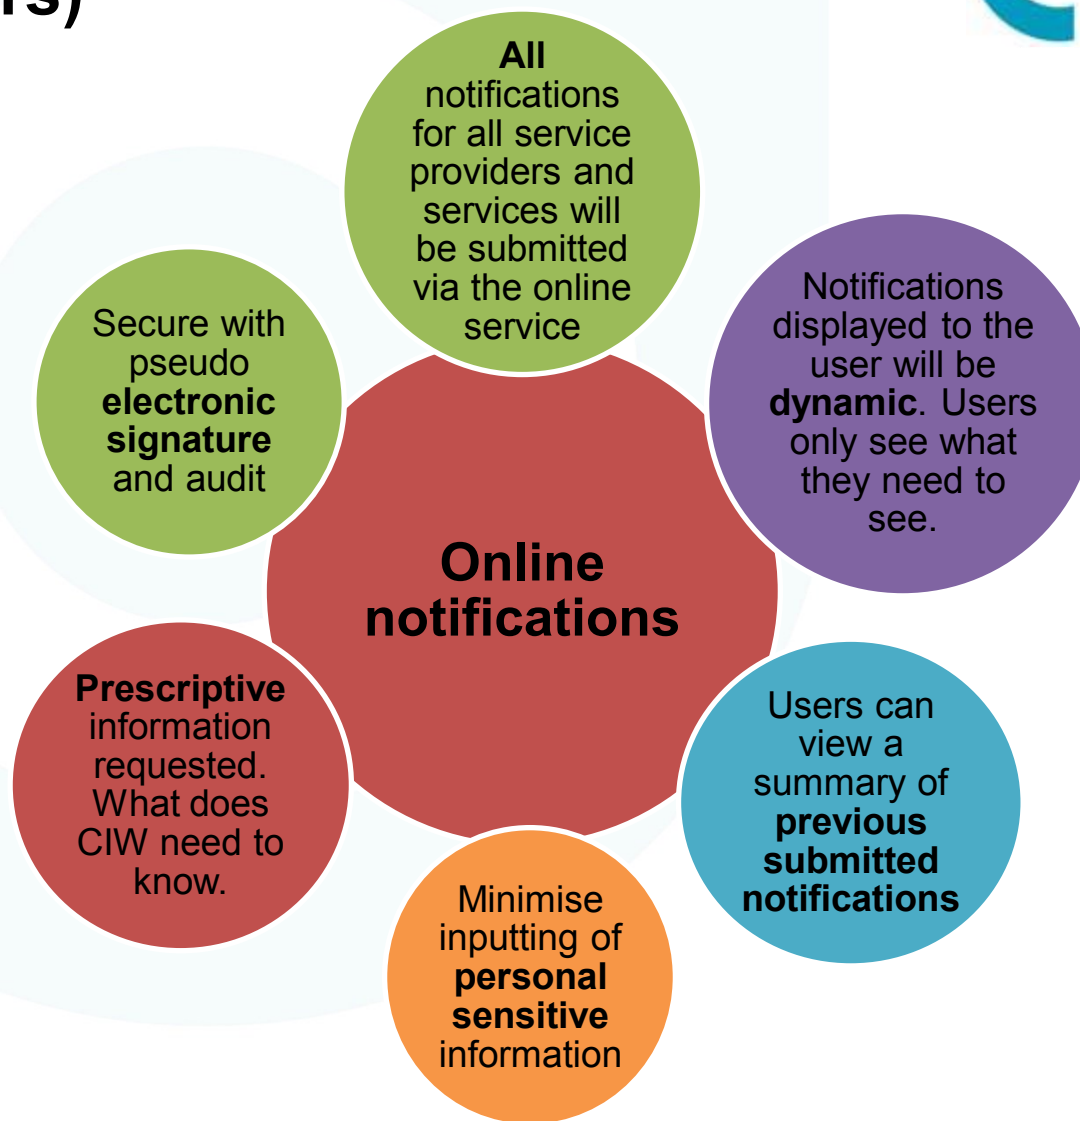 rs)
All
notifications
for all service
providers and
services will
be submitted
via the online
service
Notifications
displayed to the
user will be
dynamic. Users
only see what
they need to
see.
Secure with
pseudo
electronic
signature
and audit
Online
notifications
Prescriptive
information
requested.
What does
CIW need to
know.
Users can
view a
summary of
previous
submitted
notifications
Minimise
inputting of
personal
sensitive
information